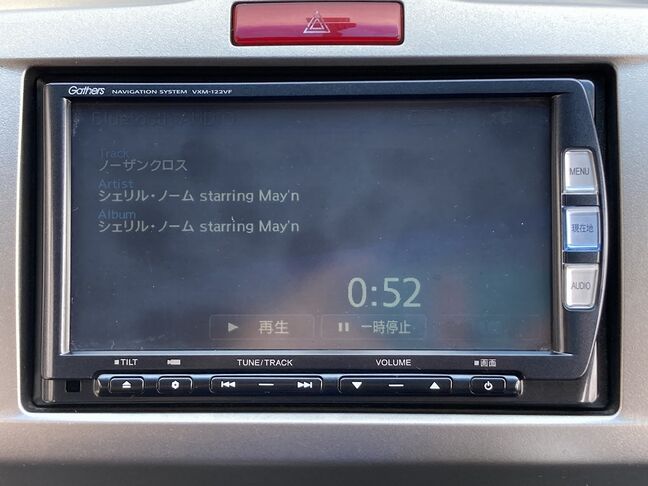 Gathers NAVIGATION SYSTEM VXM-122VF
Bluetooth AUDIO
Track
ノーザンクロス
Artist
シェリル・ノーム starring May'n
Album
シェリル・ノーム starring May'n
0:52
再生 一時停止
MENU
現在地
AUDIO
TILT TUNE/TRACK VOLUME 画面